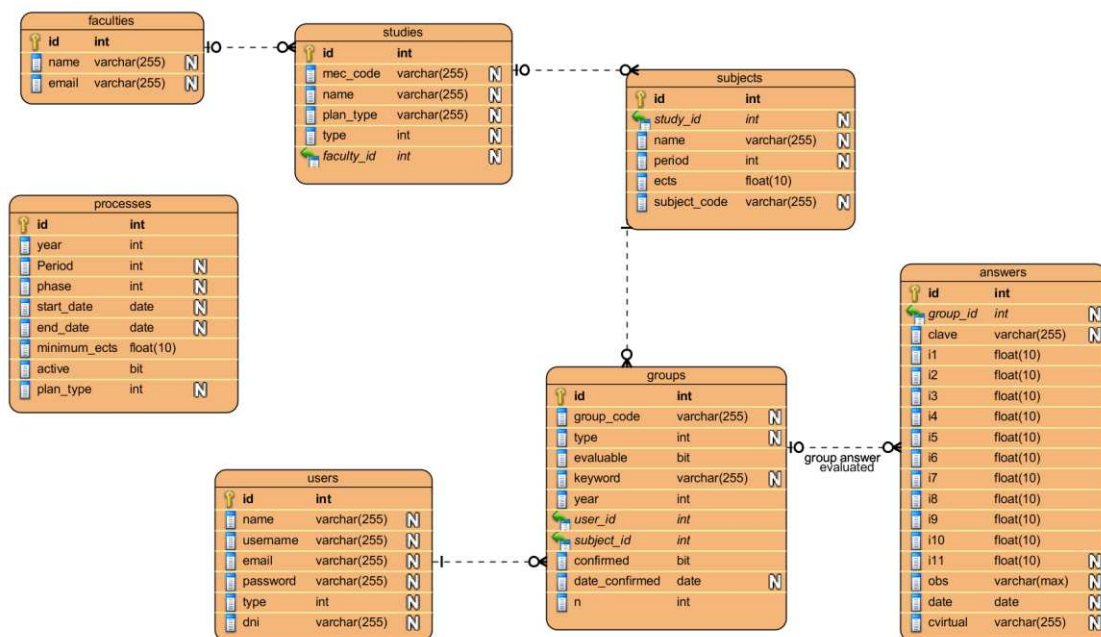 faculties
id int
name varchar(255) N
email varchar(255) N
studies
id int
mec_code varchar(255) N
name varchar(255) N
plan_type varchar(255) N
type int N
faculty_id int N
subjects
id int
study_id int N
name varchar(255) N
period int N
ects float(10)
subject_code varchar(255) N
processes
id int
year int
Period int N
phase int N
start_date date N
end_date date N
minimum_ects float(10)
active bit
plan_type int N
answers
id int
group_id int N
clave varchar(255) N
i1 float(10)
i2 float(10)
i3 float(10)
i4 float(10)
i5 float(10)
i6 float(10)
i7 float(10)
i8 float(10)
i9 float(10)
i10 float(10)
i11 float(10) N
obs varchar(max) N
date date N
cvirtual varchar(255) N
groups
id int
group_code varchar(255) N
type int N
evaluable bit
keyword varchar(255) N
year int
user_id int
subject_id int
confirmed bit
date_confirmed date N
n int
group answer
evaluated
users
id int
name varchar(255) N
username varchar(255) N
email varchar(255) N
password varchar(255) N
type int N
dni varchar(255) N